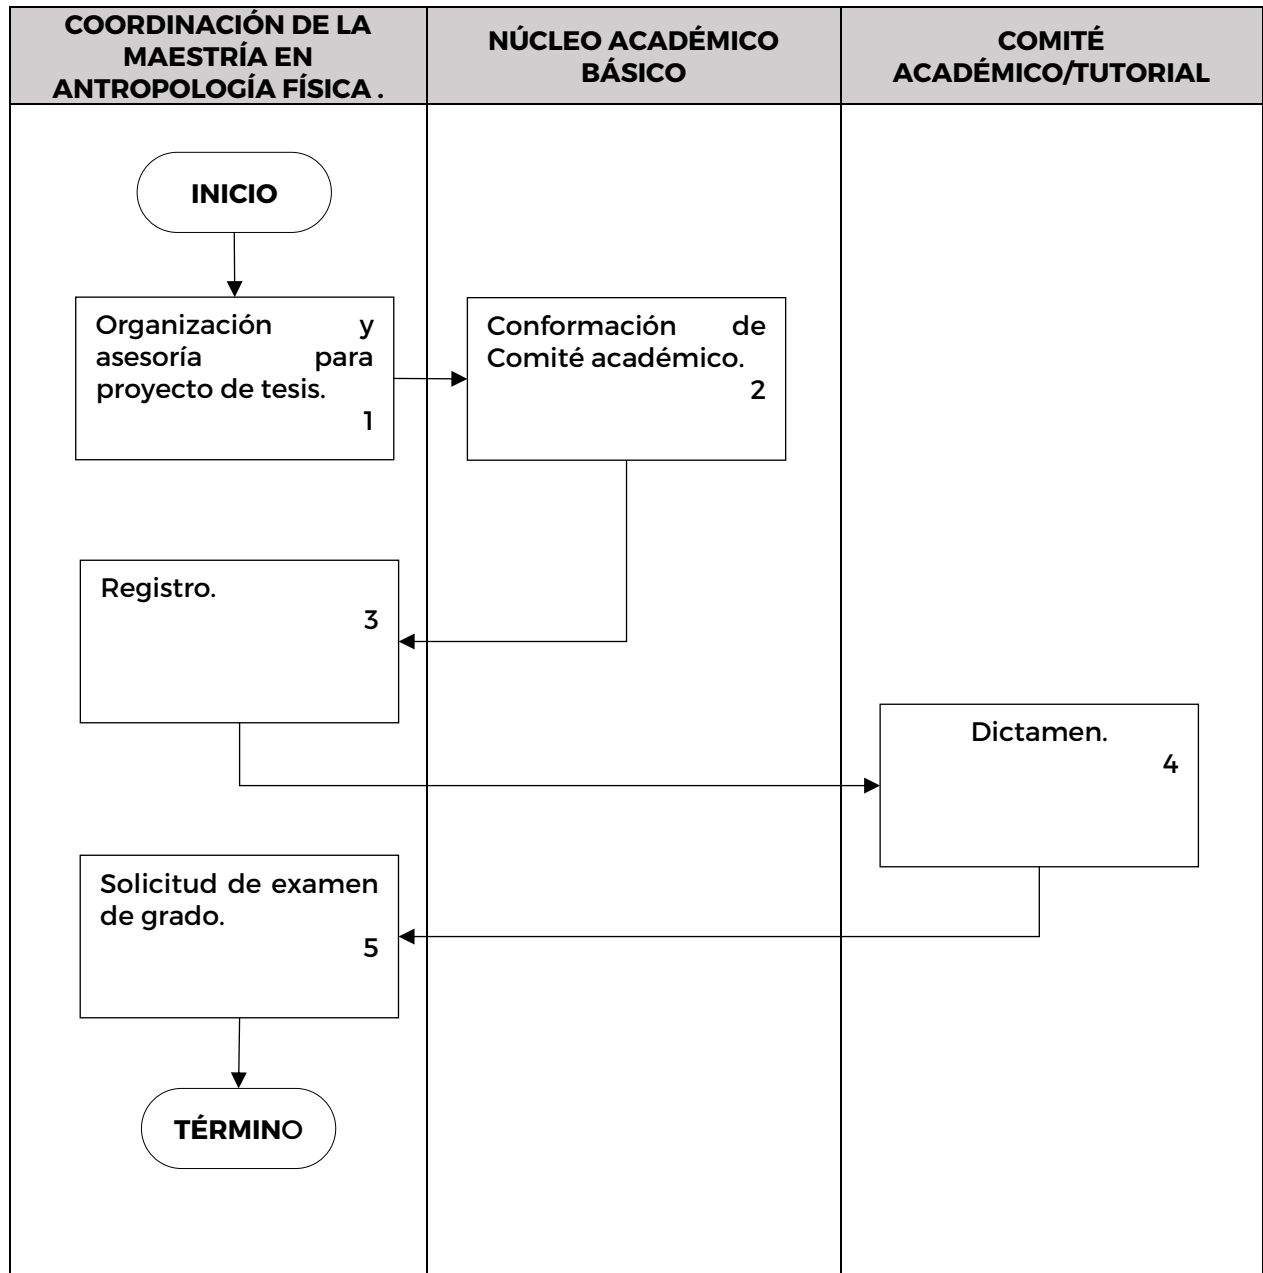 COORDINACIÓN DE LA
MAESTRÍA EN
ANTROPOLOGÍA FÍSICA .
NÚCLEO ACADÉMICO
BÁSICO
COMITÉ
ACADÉMICO/TUTORIAL
INICIO
Organización y
asesoría para
proyecto de tesis.
1
Conformación de
Comité académico.
2
Registro.
3
Dictamen.
4
Solicitud de examen
de grado.
5
TÉRMINO